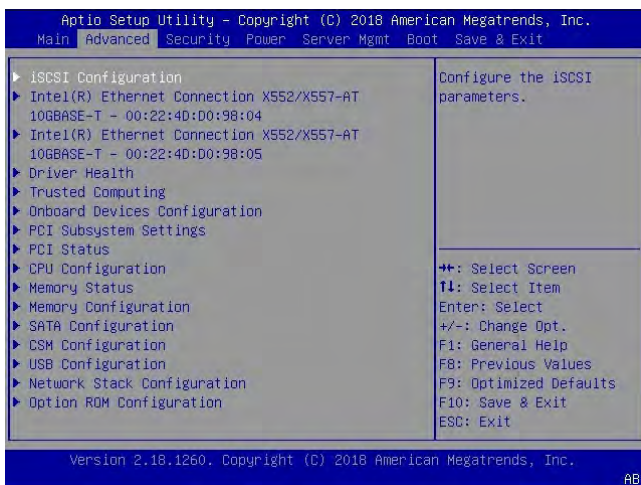 Aptio Setup Utility – Copyright (C) 2018 American Megatrends, Inc.
Main Advanced Security Power Server Mgmt Boot Save & Exit
▶ iSCSI Configuration
▶ Intel(R) Ethernet Connection X552/X557-AT
10GBASE-T - 00:22:4D:D0:98:04
▶ Intel(R) Ethernet Connection X552/X557-AT
10GBASE-T - 00:22:4D:D0:98:05
▶ Driver Health
▶ Trusted Computing
▶ Onboard Devices Configuration
▶ PCI Subsystem Settings
▶ PCI Status
▶ CPU Configuration
▶ Memory Status
▶ Memory Configuration
▶ SATA Configuration
▶ CSM Configuration
▶ USB Configuration
▶ Network Stack Configuration
▶ Option ROM Configuration
Configure the iSCSI
parameters.
→←: Select Screen
↑↓: Select Item
Enter: Select
+/-: Change Opt.
F1: General Help
F8: Previous Values
F9: Optimized Defaults
F10: Save & Exit
ESC: Exit
Version 2.18.1260. Copyright (C) 2018 American Megatrends, Inc.
AB